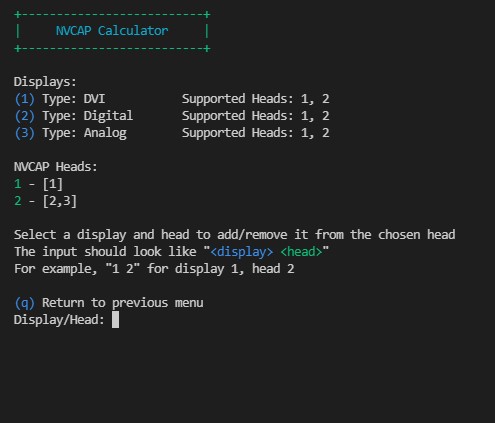 +--------------------------+
|     NVCAP Calculator     |
+--------------------------+
Displays:
(1) Type: DVI           Supported Heads: 1, 2
(2) Type: Digital       Supported Heads: 1, 2
(3) Type: Analog        Supported Heads: 1, 2
NVCAP Heads:
1 - [1]
2 - [2,3]
Select a display and head to add/remove it from the chosen head
The input should look like "<display> <head>"
For example, "1 2" for display 1, head 2
(q) Return to previous menu
Display/Head: